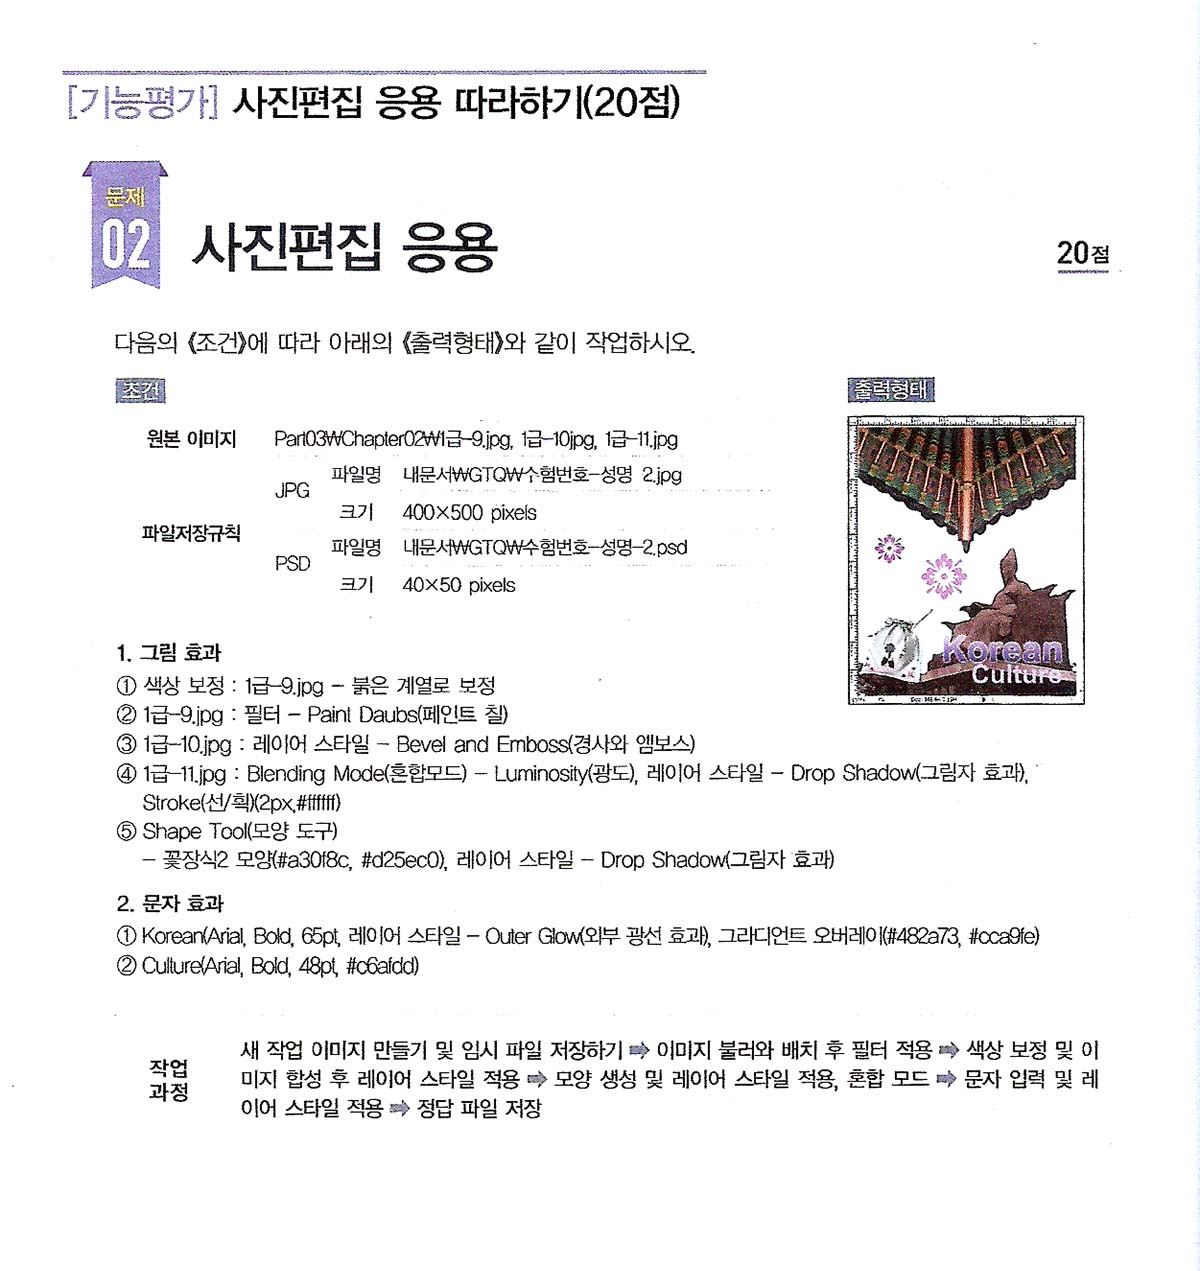 [기능평가] 사진편집 응용 따라하기(20점)
문제
02
사진편집 응용
20점
다음의 《조건》에 따라 아래의 《출력형태》와 같이 작업하시오.
조건
출력형태
원본 이미지 Part03₩Chapter02₩1급-9.jpg, 1급-10jpg, 1급-11.jpg
파일저장규칙
JPG
파일명 내문서₩GTQ₩수험번호-성명 2.jpg
크기 400×500 pixels
PSD
파일명 내문서₩GTQ₩수험번호-성명-2.psd
크기 40×50 pixels
Korean
Culture
1. 그림 효과
① 색상 보정 : 1급-9.jpg - 붉은 계열로 보정
② 1급-9.jpg : 필터 - Paint Daubs(페인트 칠)
③ 1급-10.jpg : 레이어 스타일 - Bevel and Emboss(경사와 엠보스)
④ 1급-11.jpg : Blending Mode(혼합모드) - Luminosity(광도), 레이어 스타일 - Drop Shadow(그림자 효과),
Stroke(선/획)(2px,#ffffff)
⑤ Shape Tool(모양 도구)
- 꽃장식2 모양(#a30f8c, #d25ec0), 레이어 스타일 - Drop Shadow(그림자 효과)
2. 문자 효과
① Korean(Arial, Bold, 65pt, 레이어 스타일 - Outer Glow(외부 광선 효과), 그라디언트 오버레이(#482a73, #cca9fe)
② Culture(Arial, Bold, 48pt, #c6afdd)
작업
과정
새 작업 이미지 만들기 및 임시 파일 저장하기 ⇨ 이미지 불러와 배치 후 필터 적용 ⇨ 색상 보정 및 이
미지 합성 후 레이어 스타일 적용 ⇨ 모양 생성 및 레이어 스타일 적용, 혼합 모드 ⇨ 문자 입력 및 레
이어 스타일 적용 ⇨ 정답 파일 저장